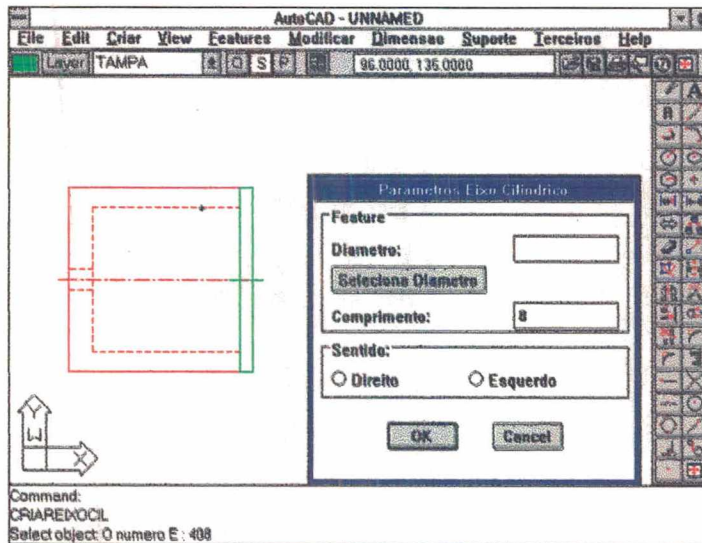 AutoCAD - UNNAMED
File Edit Criar View Features Modificar Dimensao Suporte Terceiros Help
Layer TAMPA O S P 96.0000, 136.0000
A
R
Parametros Eixo Cilindrico
Feature
Diametro:
Seleciona Diametro
Comprimento: 8
Sentido:
Direito Esquerdo
OK Cancel
Y
W
X
Command:
CRIAREIXOCIL
Select object: O numero E : 408